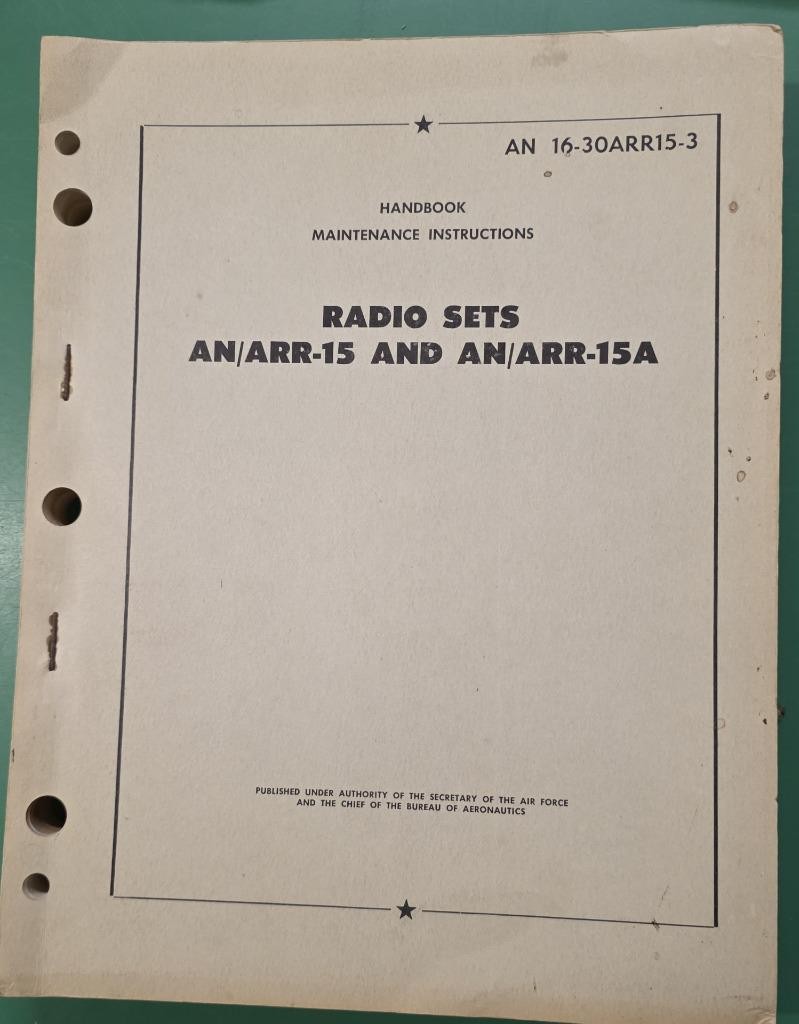 AN 16-30ARR15-3
HANDBOOK
MAINTENANCE INSTRUCTIONS
RADIO SETS
AN/ARR-15 AND AN/ARR-15A
PUBLISHED UNDER AUTHORITY OF THE SECRETARY OF THE AIR FORCE
AND THE CHIEF OF THE BUREAU OF AERONAUTICS